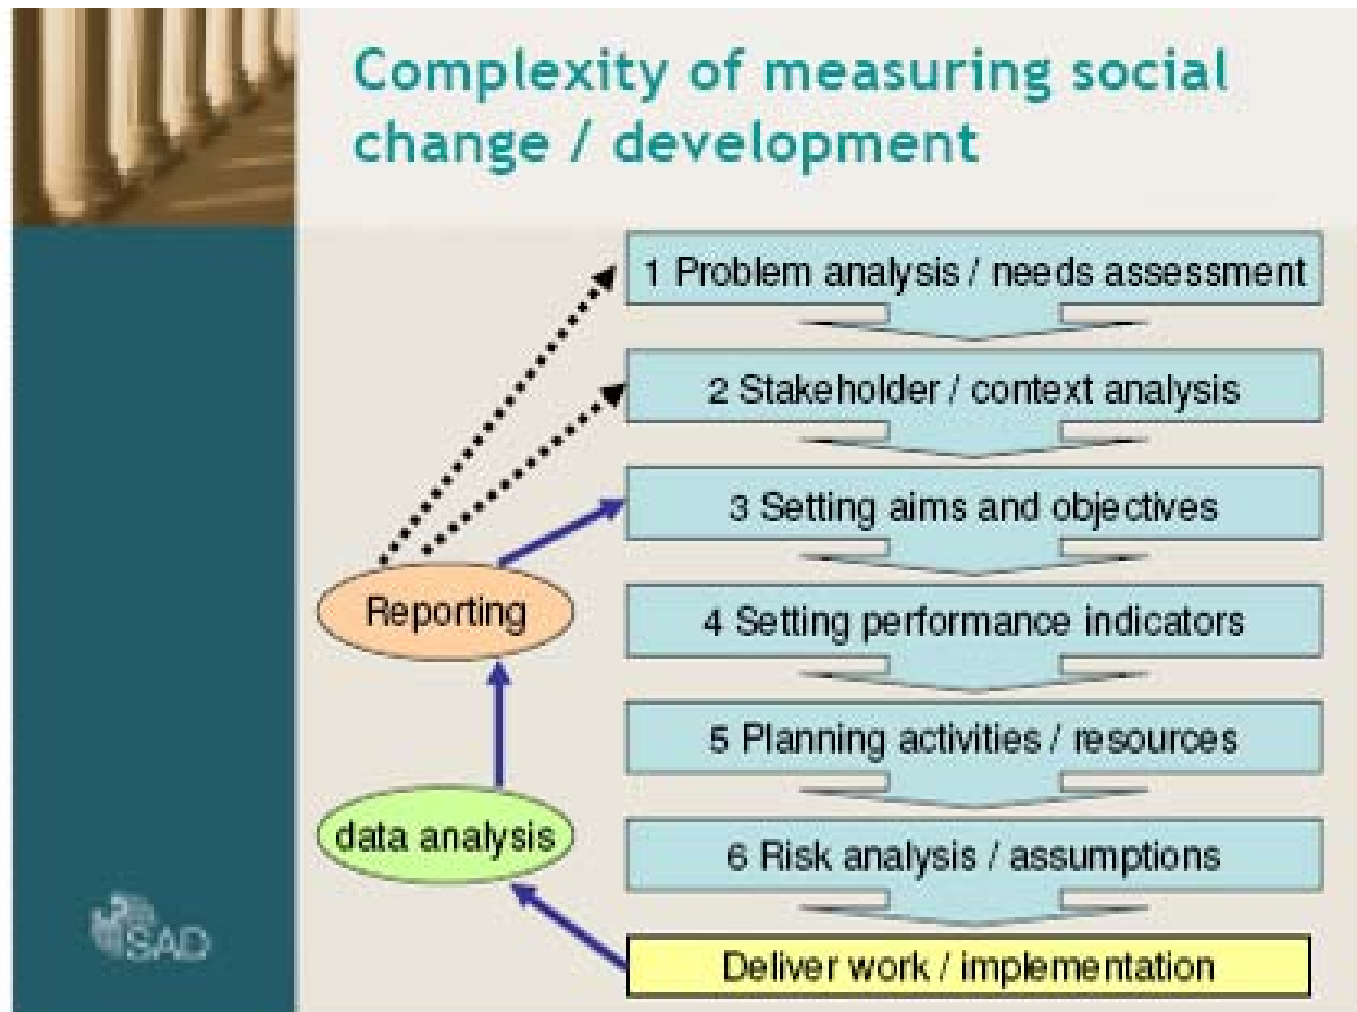 Complexity of measuring social
change / development
1 Problem analysis / needs assessment
2 Stakeholder / context analysis
3 Setting aims and objectives
Reporting
4 Setting performance indicators
5 Planning activities / resources
data analysis
6 Risk analysis / assumptions
SAD
Deliver work / implementation